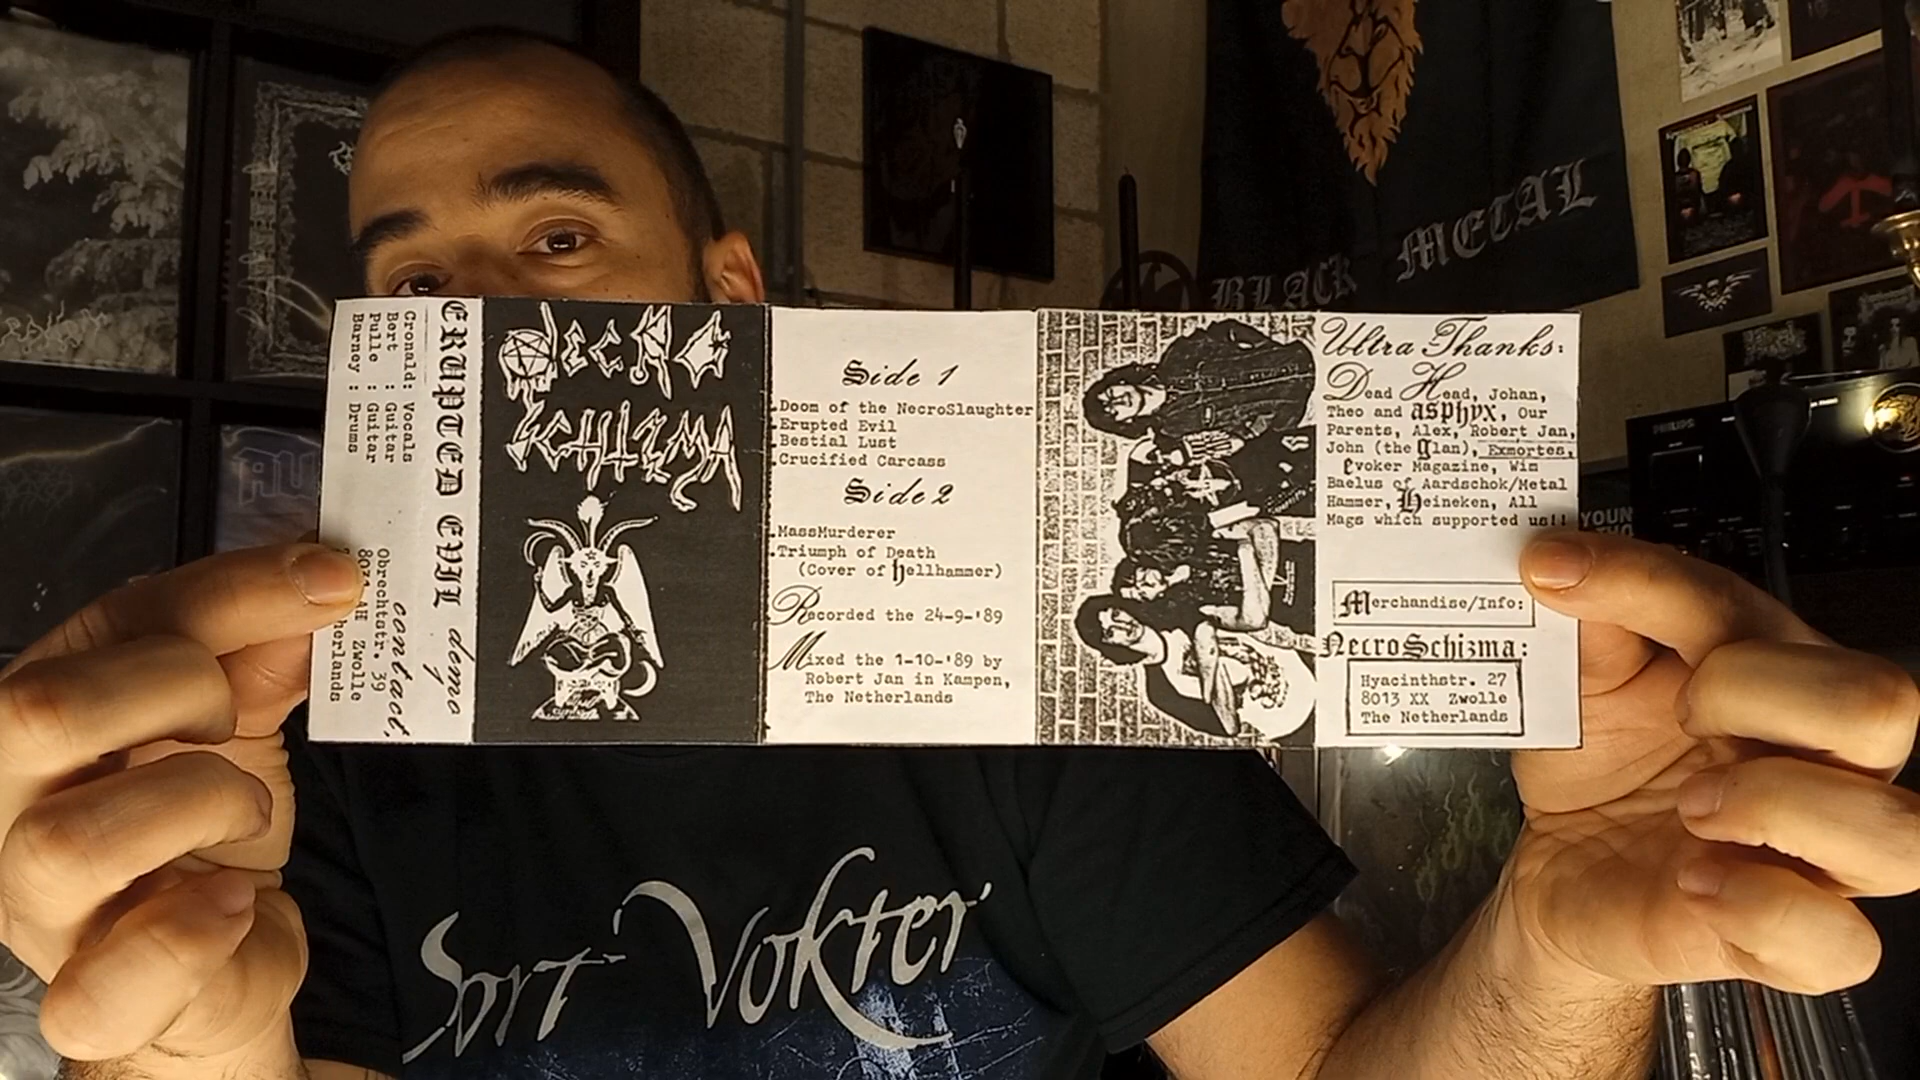 BLACK METAL
PHILIPS
YOUN
ERUPTED EVIL demo
Gronald: Vocals
Bert : Guitar
Pulle : Guitar
Barney : Drums
contact,
Obrechtstr. 39
Zwolle
NECRO
SCHIZMA
Side 1
Doom of the NecroSlaughter
Erupted Evil
Bestial Lust
Crucified Carcass
Side 2
MassMurderer
Triumph of Death
(Cover of hellhammer)
Recorded the 24-9-'89
Mixed the 1-10-'89 by
Robert Jan in Kampen,
The Netherlands
Ultra Thanks:
Dead Head, Johan,
Theo and asphyx, Our
Parents, Alex, Robert Jan,
John (the glan), Exmortes,
Evoker Magazine, Wim
Baelus of Aardschok/Metal
Hammer, Heineken, All
Mags which supported us!!
Merchandise/Info:
NecroSchizma:
Hyacinthstr. 27
8013 XX Zwolle
The Netherlands
Sort Vokter